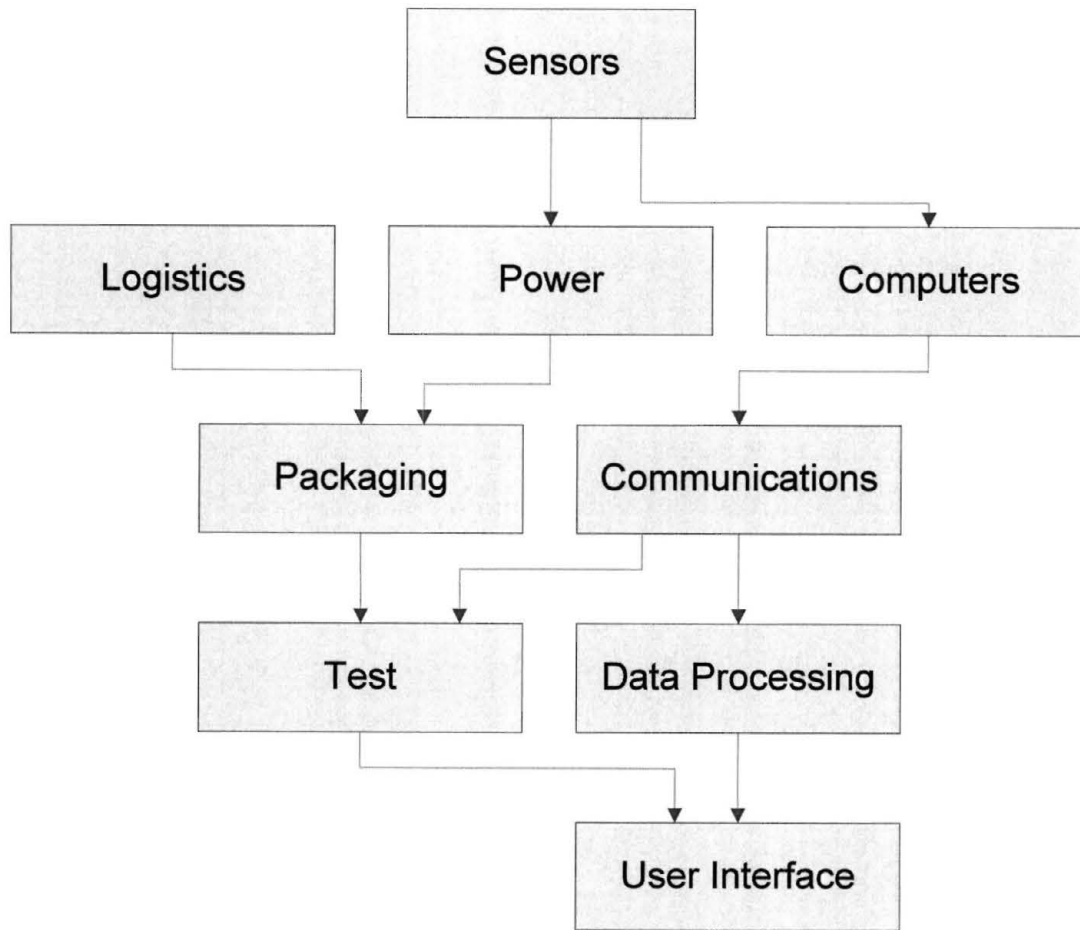 Sensors
Logistics
Power
Computers
Packaging
Communications
Test
Data Processing
User Interface